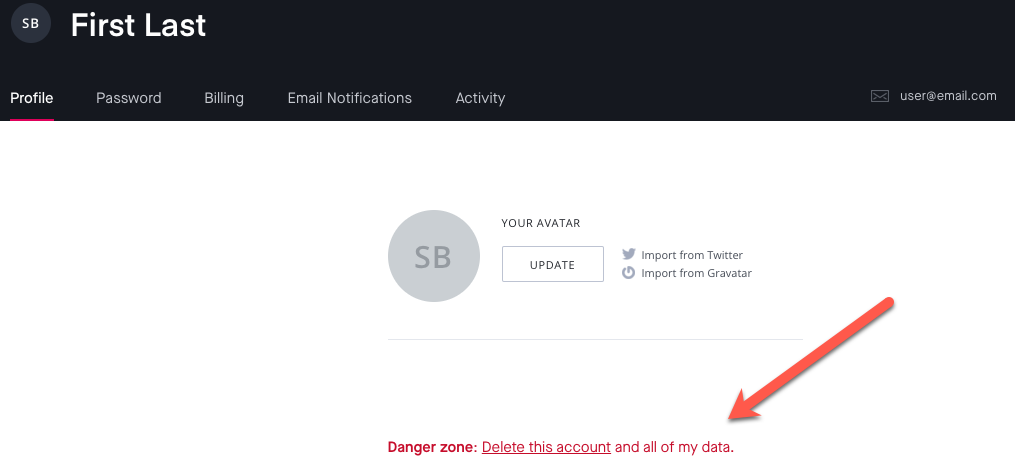 SB
First Last
Profile Password Billing Email Notifications Activity user@email.com
SB
YOUR AVATAR
UPDATE
Import from Twitter
Import from Gravatar
Danger zone: Delete this account and all of my data.